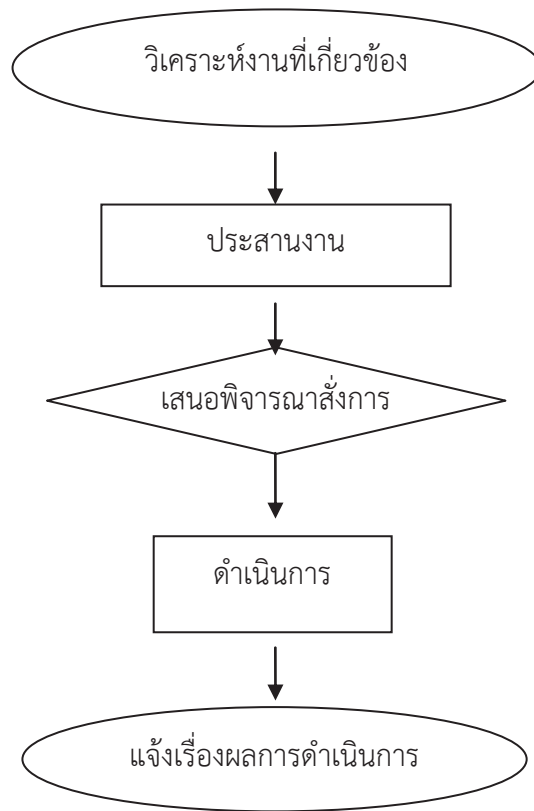 วิเคราะห์งานที่เกี่ยวข้อง
ประสานงาน
เสนอพิจารณาสั่งการ
ดำเนินการ
แจ้งเรื่องผลการดำเนินการ